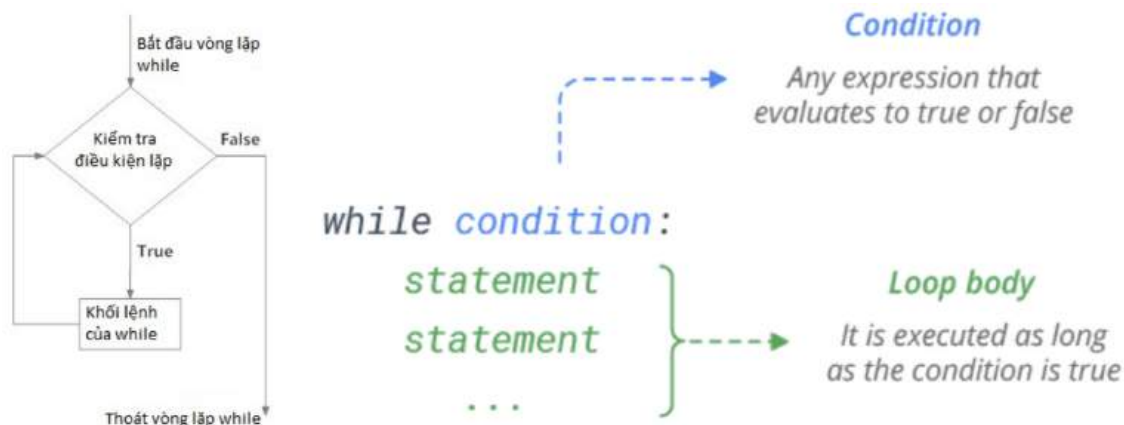 Bắt đầu vòng lặp
while
Kiểm tra
điều kiện lặp
False
True
Khối lệnh
của while
Thoát vòng lặp while
Condition
Any expression that
evaluates to true or false
while condition:
statement
statement
...
Loop body
It is executed as long
as the condition is true